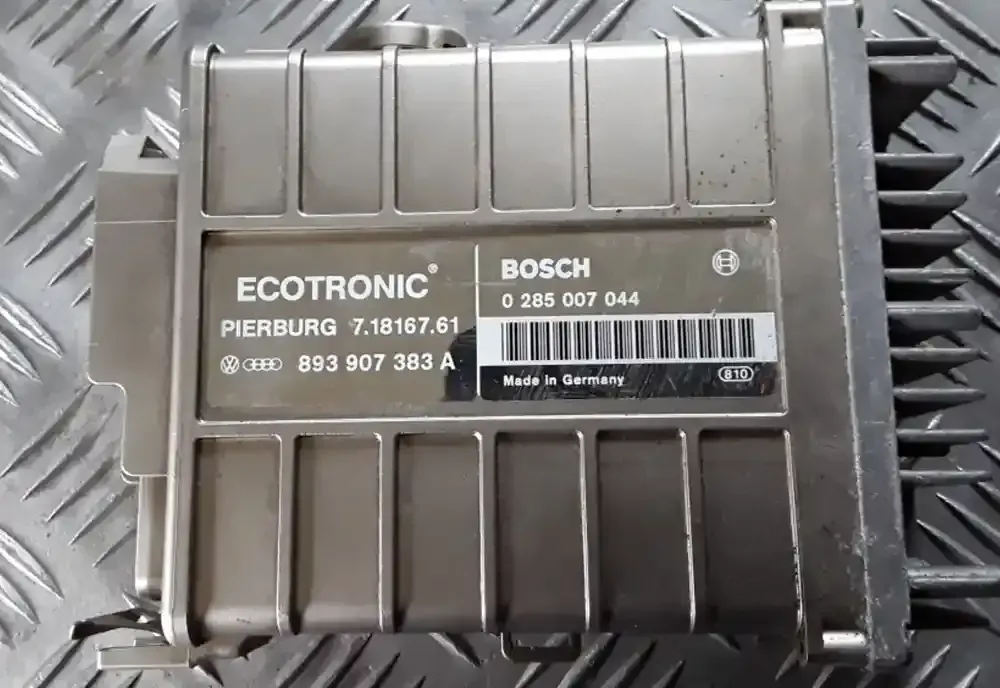 ECOTRONIC®
PIERBURG 7.18167.61
893 907 383 A
BOSCH
0 285 007 044
Made in Germany 810